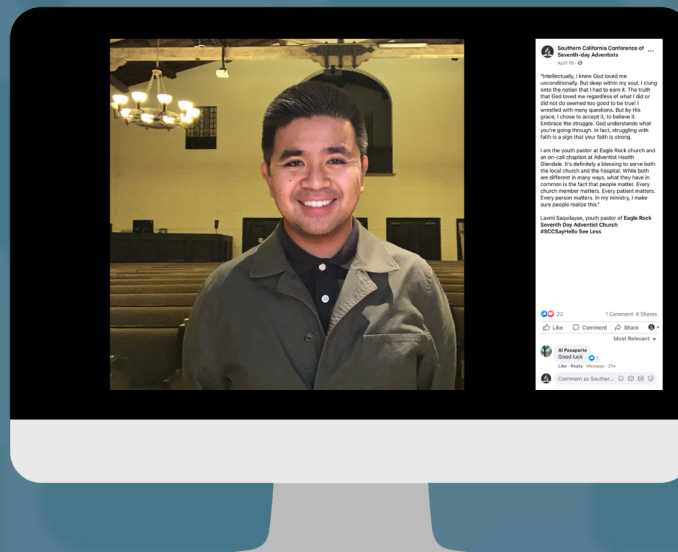 Southern California Conference of
Seventh-day Adventists
April 19 ·
"Intellectually, I knew God loved me
unconditionally. But deep within my soul, I clung
onto the notion that I had to earn it. The truth
that God loved me regardless of what I did or
did not do seemed too good to be true! I
wrestled with many questions. But by His
grace, I chose to accept it, to believe it.
Embrace the struggle. God understands what
you're going through. In fact, struggling with
faith is a sign that your faith is strong.
I am the youth pastor at Eagle Rock church and
an on-call chaplain at Adventist Health
Glendale. It's definitely a blessing to serve both
the local church and the hospital. While both
are different in many ways, what they have in
common is the fact that people matter. Every
church member matters. Every patient matters.
Every person matters. In my ministry, I make
sure people realize this."
Laxmi Saquilayan, youth pastor of Eagle Rock
Seventh Day Adventist Church
#SCCSayHello See Less
22 1 Comment 4 Shares
Like Comment Share
Most Relevant
Al Pasaporte
Good luck 1
Like · Reply · Message ·
Comment as Souther...